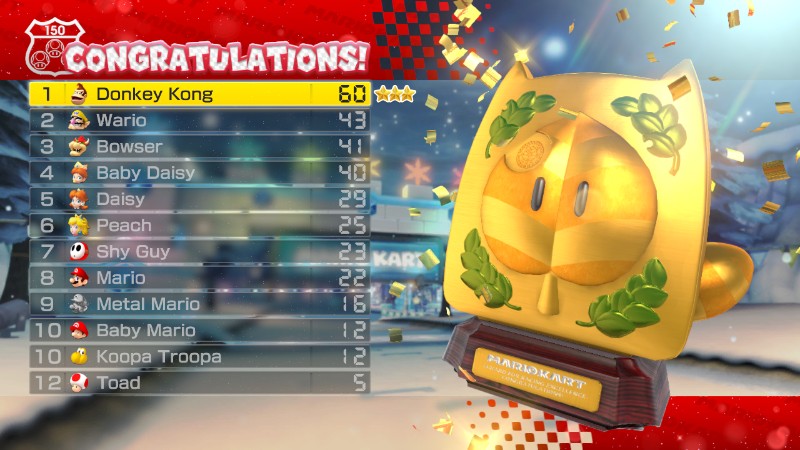 150
CONGRATULATIONS!
1 Donkey Kong 60
2 Wario 43
3 Bowser 41
4 Baby Daisy 40
5 Daisy 29
6 Peach 25
7 Shy Guy 23
8 Mario 22
9 Metal Mario 16
10 Baby Mario 12
10 Koopa Troopa 12
12 Toad 5
KART
MARIO KART